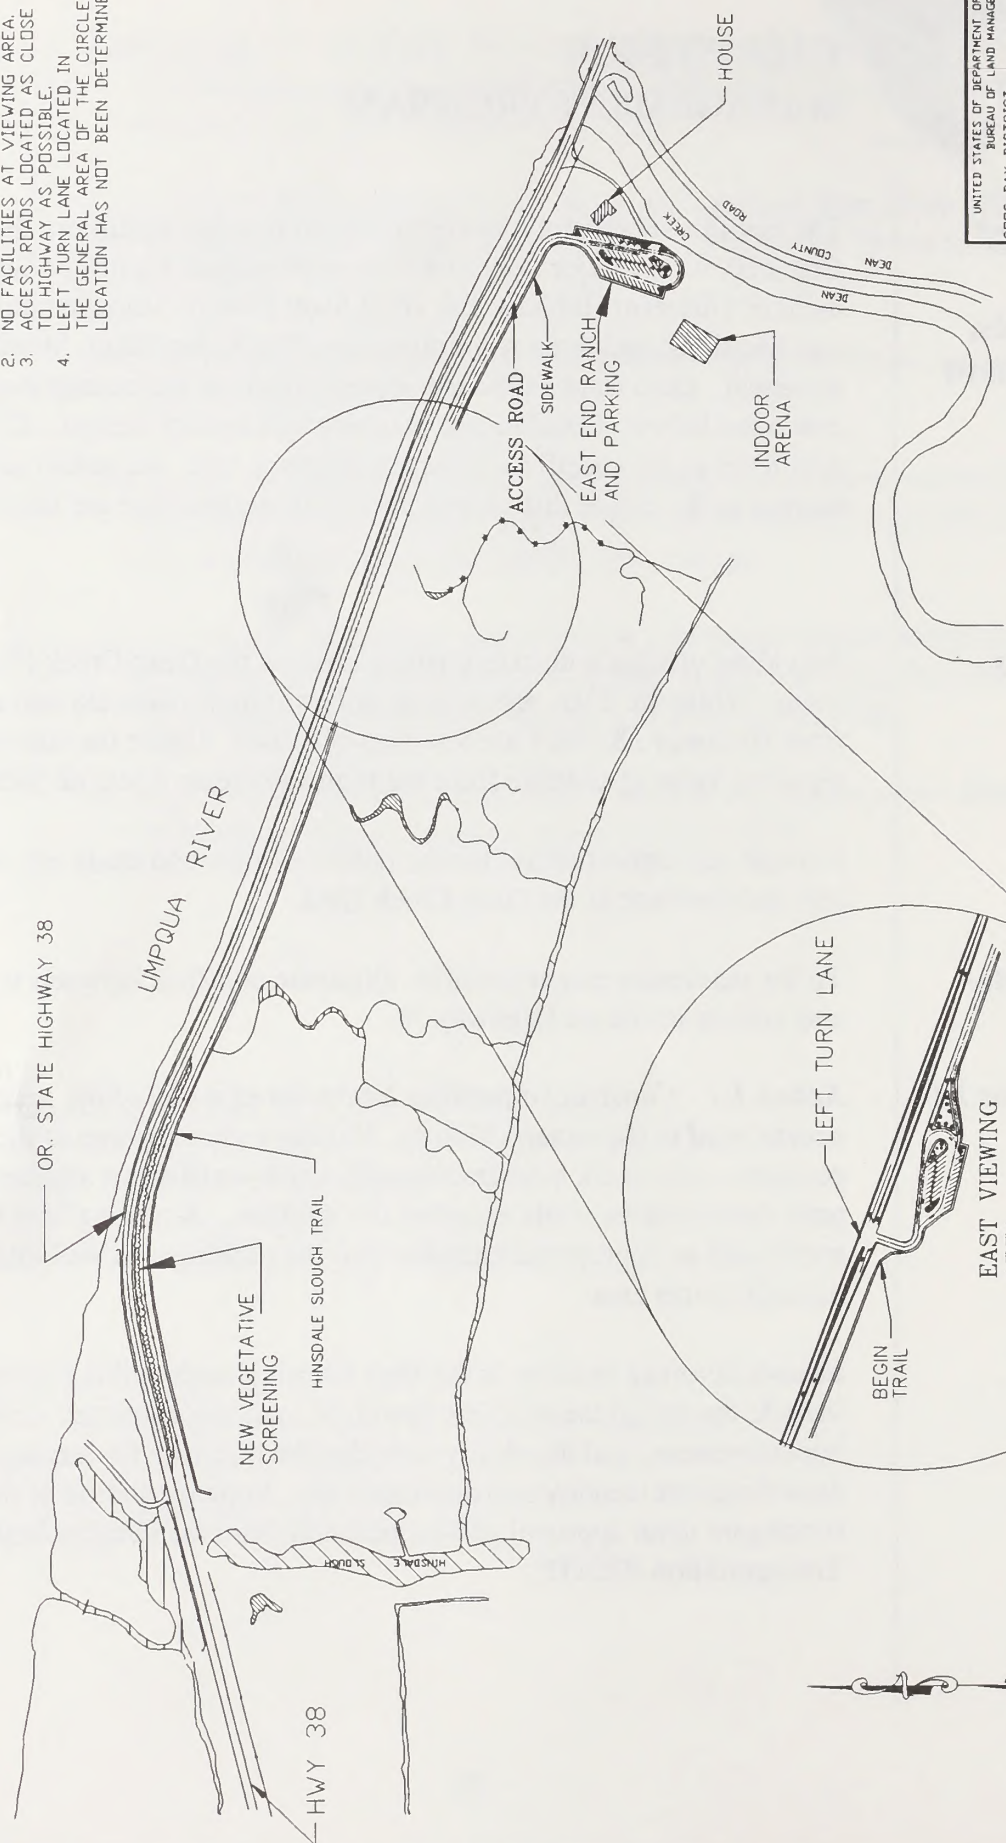 2. NO FACILITIES AT VIEWING AREA.
3. ACCESS ROADS LOCATED AS CLOSE
TO HIGHWAY AS POSSIBLE.
4. LEFT TURN LANE LOCATED IN
THE GENERAL AREA OF THE CIRCLE
LOCATION HAS NOT BEEN DETERMINE
OR. STATE HIGHWAY 38
UMPQUA RIVER
HOUSE
ACCESS ROAD
SIDEWALK
EAST END RANCH
AND PARKING
INDOOR
ARENA
DEAN CREEK
DEAN COUNTY ROAD
NEW VEGETATIVE
SCREENING
HINSDALE SLOUGH TRAIL
HINSDALE SLOUGH
HWY 38
LEFT TURN LANE
BEGIN
TRAIL
EAST VIEWING
UNITED STATES OF DEPARTMENT OF
BUREAU OF LAND MANAGE
DISTRICT